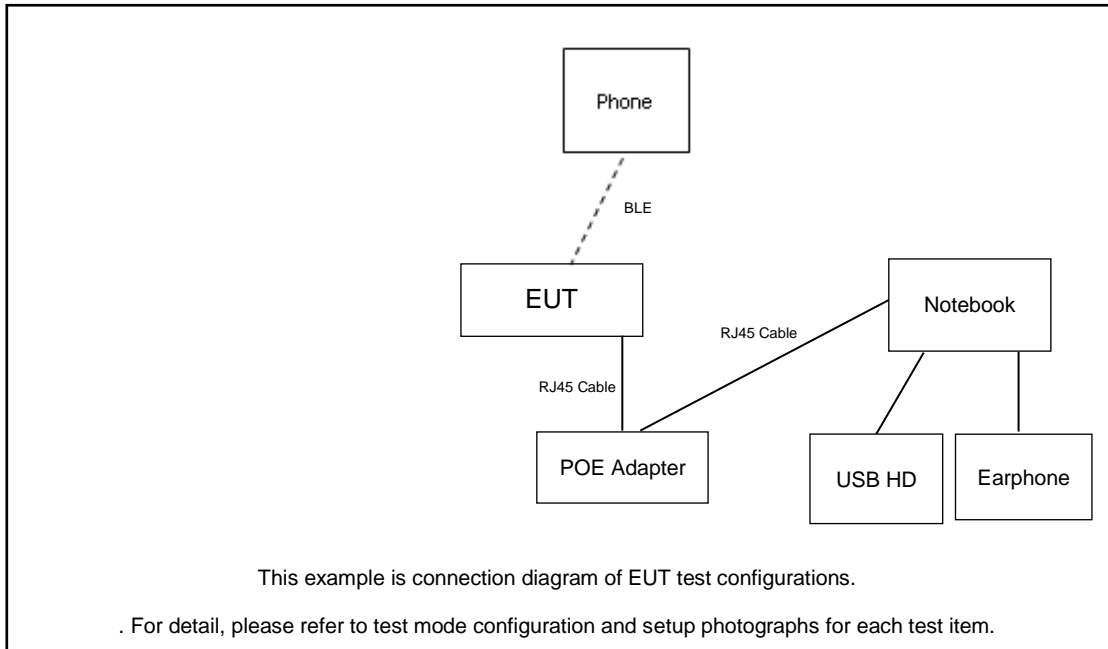 Phone
BLE
EUT
Notebook
RJ45 Cable
RJ45 Cable
POE Adapter
USB HD
Earphone
This example is connection diagram of EUT test configurations.
. For detail, please refer to test mode configuration and setup photographs for each test item.